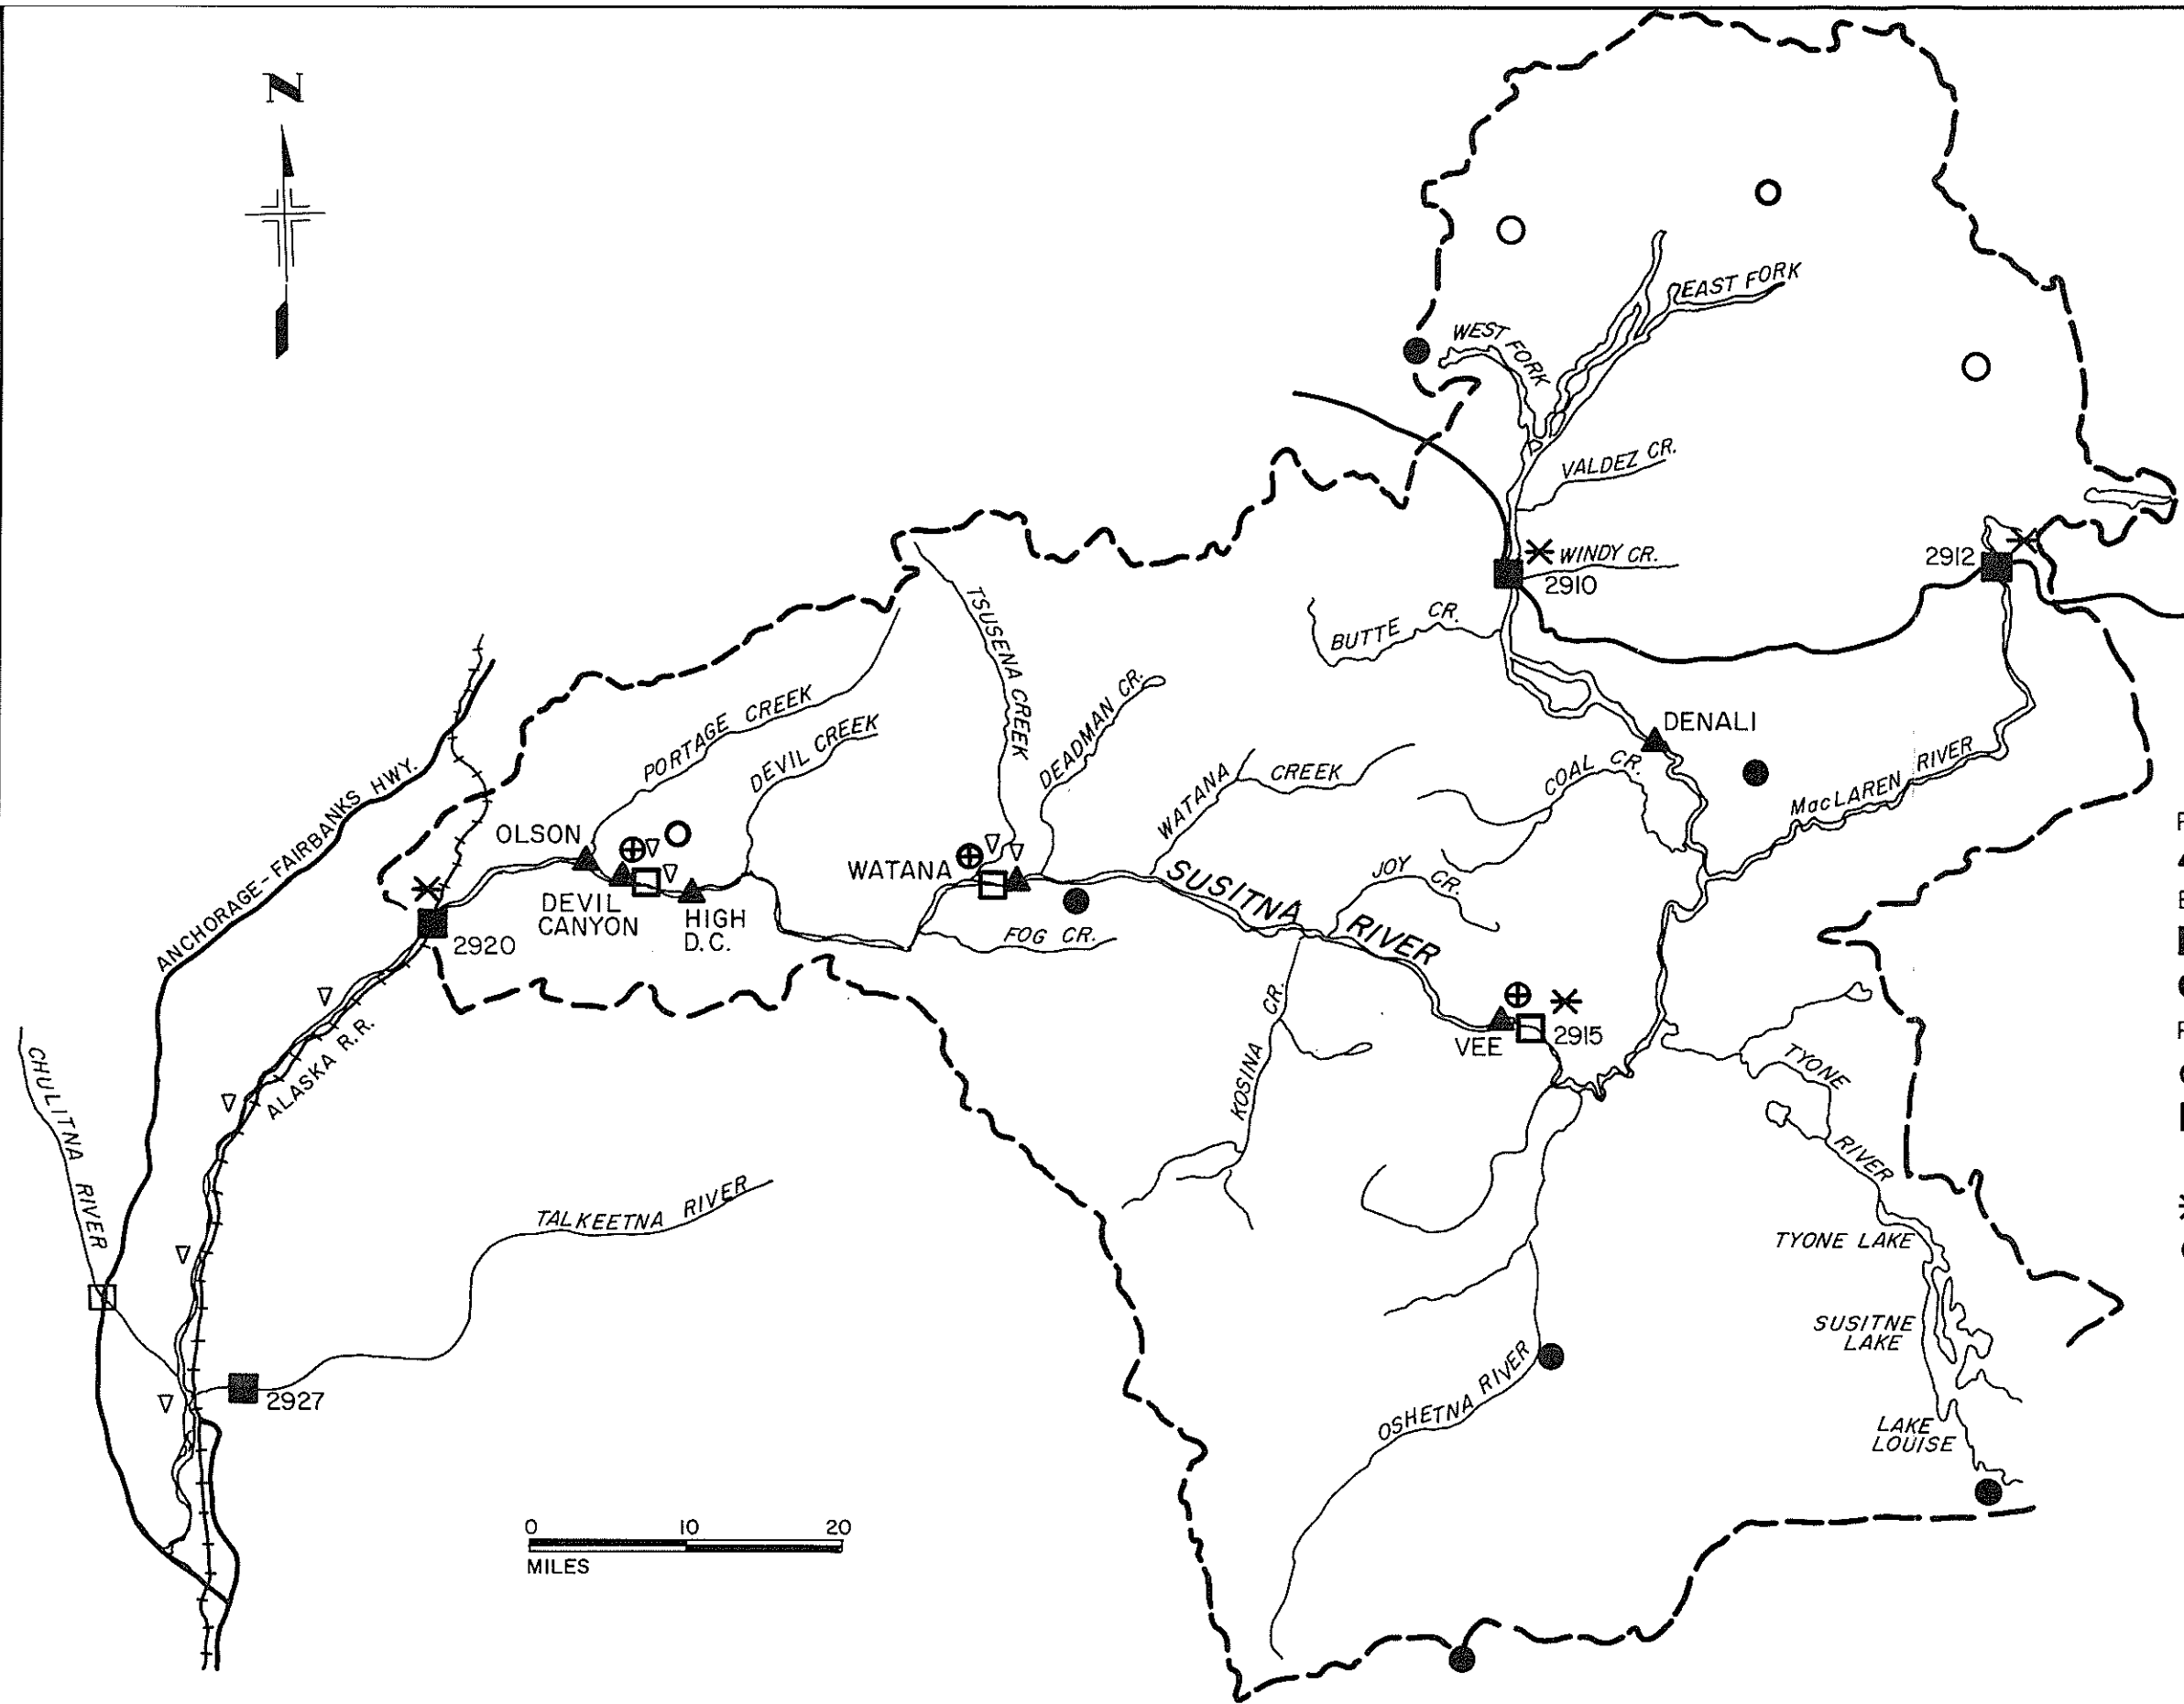 N
EAST FORK
WEST FORK
VALDEZ CR.
WINDY CR.
2910
2912
BUTTE CR.
TSUSENA CREEK
PORTAGE CREEK
DEVIL CREEK
DEADMAN CR.
DENALI
COAL CR.
MacLAREN RIVER
WATANA CREEK
ANCHORAGE-FAIRBANKS HWY.
OLSON
WATANA
DEVIL
CANYON
HIGH
D.C.
2920
FOG CR.
SUSITNA RIVER
JOY CR.
VEE
2915
KOSINA CR.
ALASKA R.R.
CHULITNA RIVER
TYONE RIVER
TALKEETNA RIVER
TYONE LAKE
SUSITNE
LAKE
2927
OSHETNA RIVER
LAKE
LOUISE
0 10 20
MILES